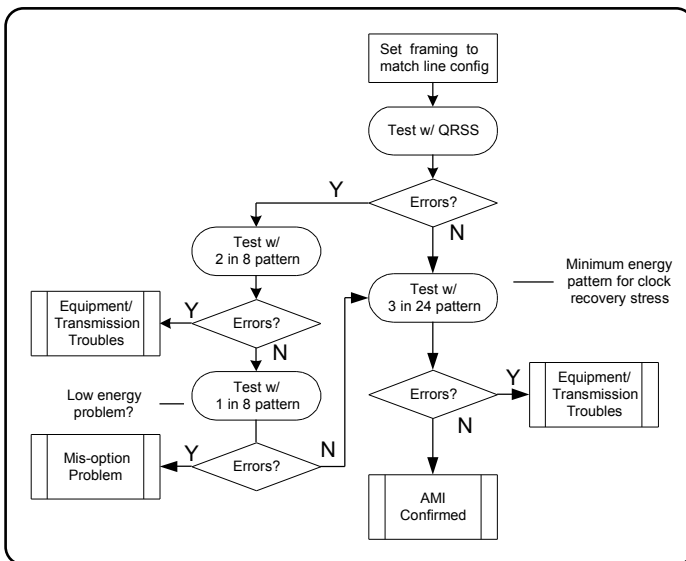 Set framing to
match line config
Test w/ QRSS
Errors?
Y
N
Test w/
2 in 8 pattern
Errors?
Y
N
Equipment/
Transmission
Troubles
Test w/
1 in 8 pattern
Low energy
problem?
Errors?
Y
N
Mis-option
Problem
Test w/
3 in 24 pattern
Minimum energy
pattern for clock
recovery stress
Errors?
Y
N
Equipment/
Transmission
Troubles
AMI
Confirmed